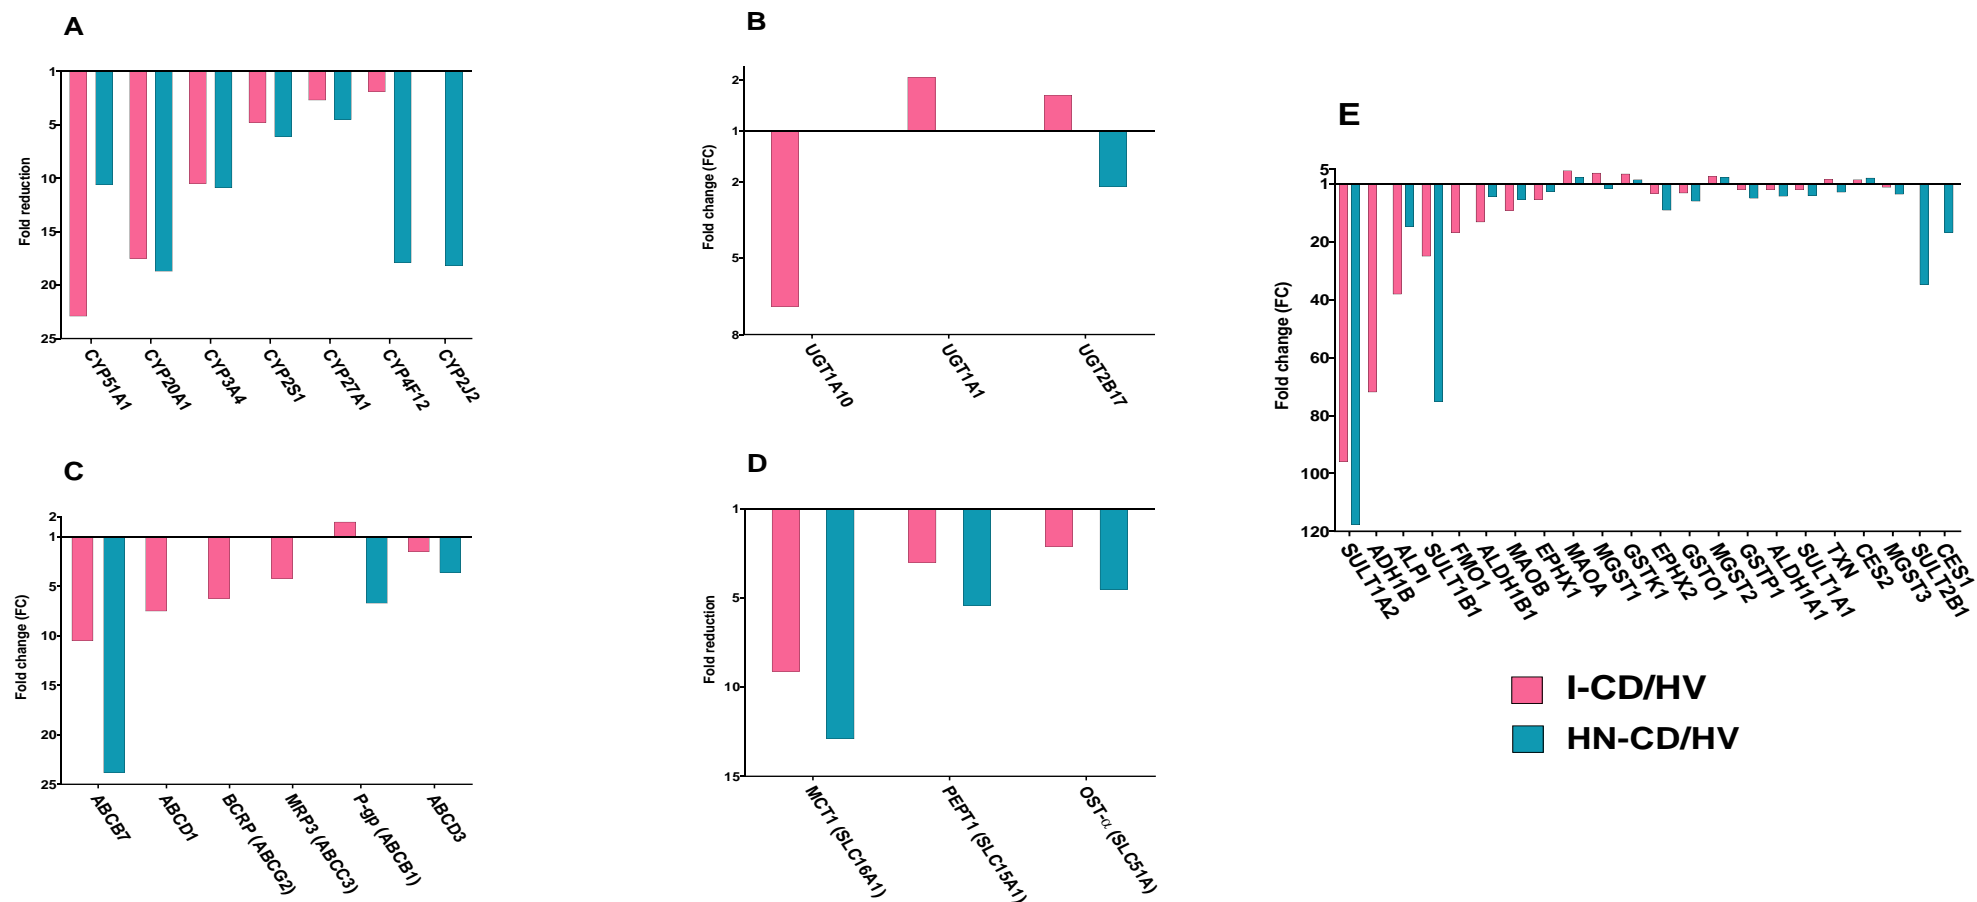 A
1
5
10
15
20
25
Fold reduction
CYP51A1
CYP20A1
CYP3A4
CYP2S1
CYP27A1
CYP4F12
CYP2J2
B
2
1
2
5
8
Fold change (FC)
UGT1A10
UGT1A1
UGT2B17
C
2
1
5
10
15
20
25
Fold change (FC)
ABCB7
ABCD1
BCRP (ABCG2)
MRP3 (ABCC3)
P-gp (ABCB1)
ABCD3
D
1
5
10
15
Fold reduction
MCT1 (SLC16A1)
PEPT1 (SLC15A1)
OST-α (SLC51A)
E
5
1
20
40
60
80
100
120
Fold change (FC)
SULT1A2
ADH1B
ALPI
SULT1B1
FMO1
ALDH1B1
MAOB
EPHX1
MAOA
MGST1
GSTK1
EPHX2
GSTO1
MGST2
GSTP1
ALDH1A1
SULT1A1
TXN
CES2
MGST3
SULT2B1
CES1
I-CD/HV
HN-CD/HV